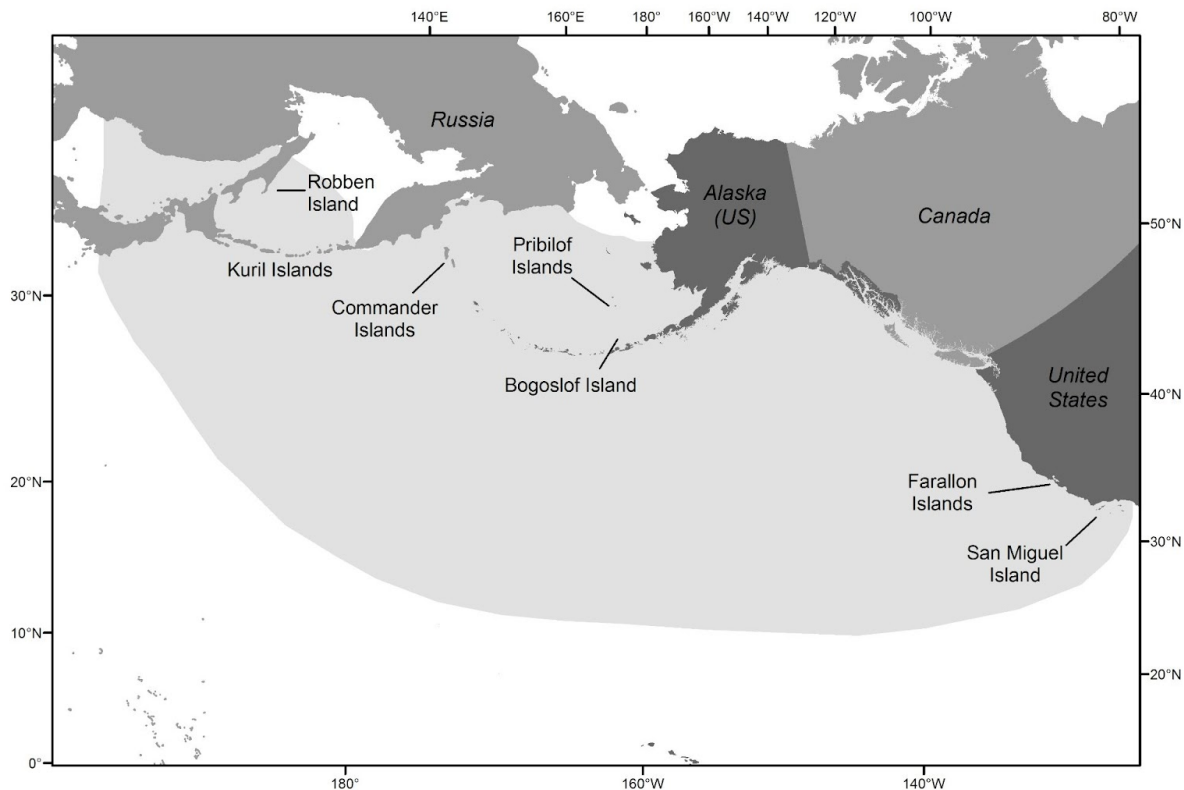 140°E 160°E 180° 160°W 140°W 120°W 100°W 80°W
Russia
Robben
Island
Alaska
(US)
Canada
50°N
Pribilof
Islands
Kuril Islands
30°N
Commander
Islands
Bogoslof Island
United
States
40°N
20°N
Farallon
Islands
30°N
San Miguel
Island
10°N
20°N
0°
180° 160°W 140°W